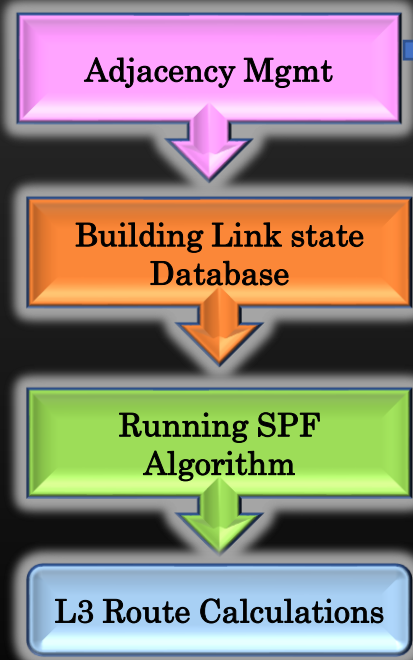 Adjacency Mgmt
Building Link state
Database
Running SPF
Algorithm
L3 Route Calculations